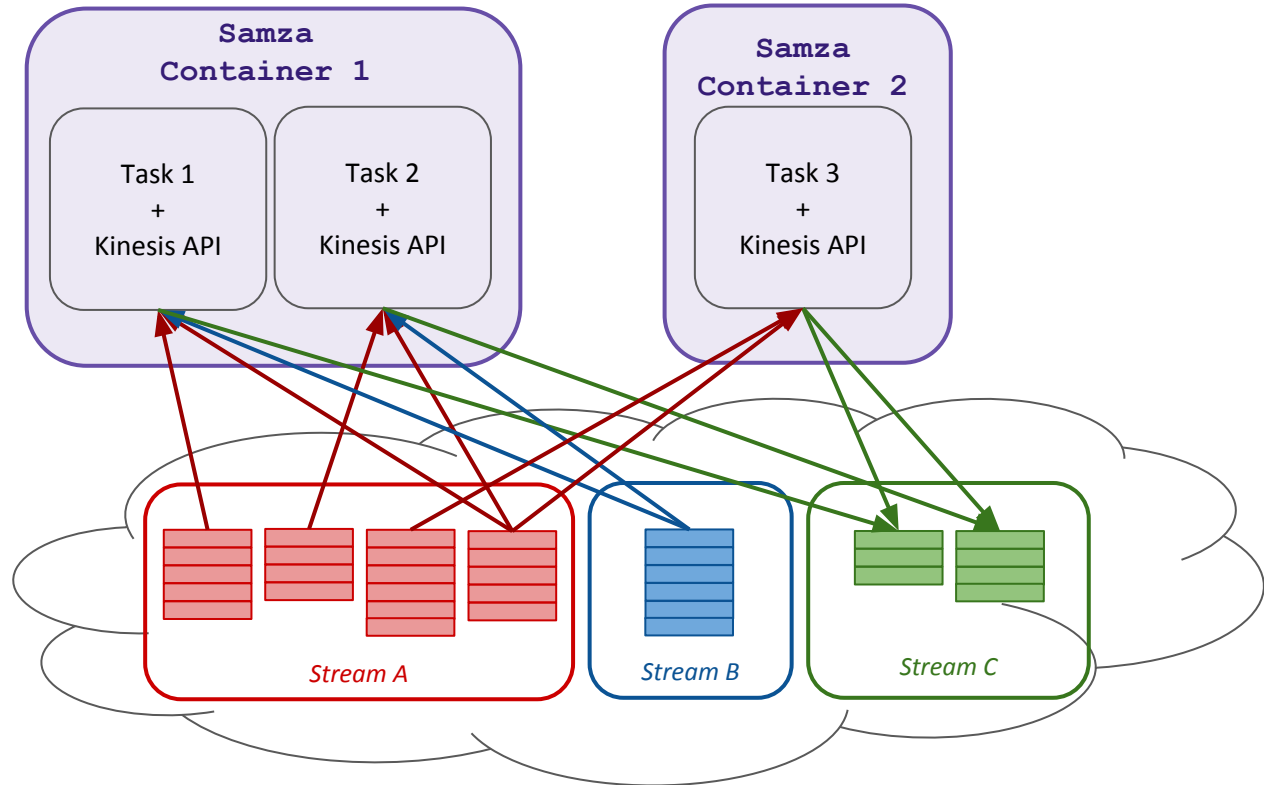 Samza
Container 1
Task 1
+
Kinesis API
Task 2
+
Kinesis API
Samza
Container 2
Task 3
+
Kinesis API
Stream A
Stream B
Stream C